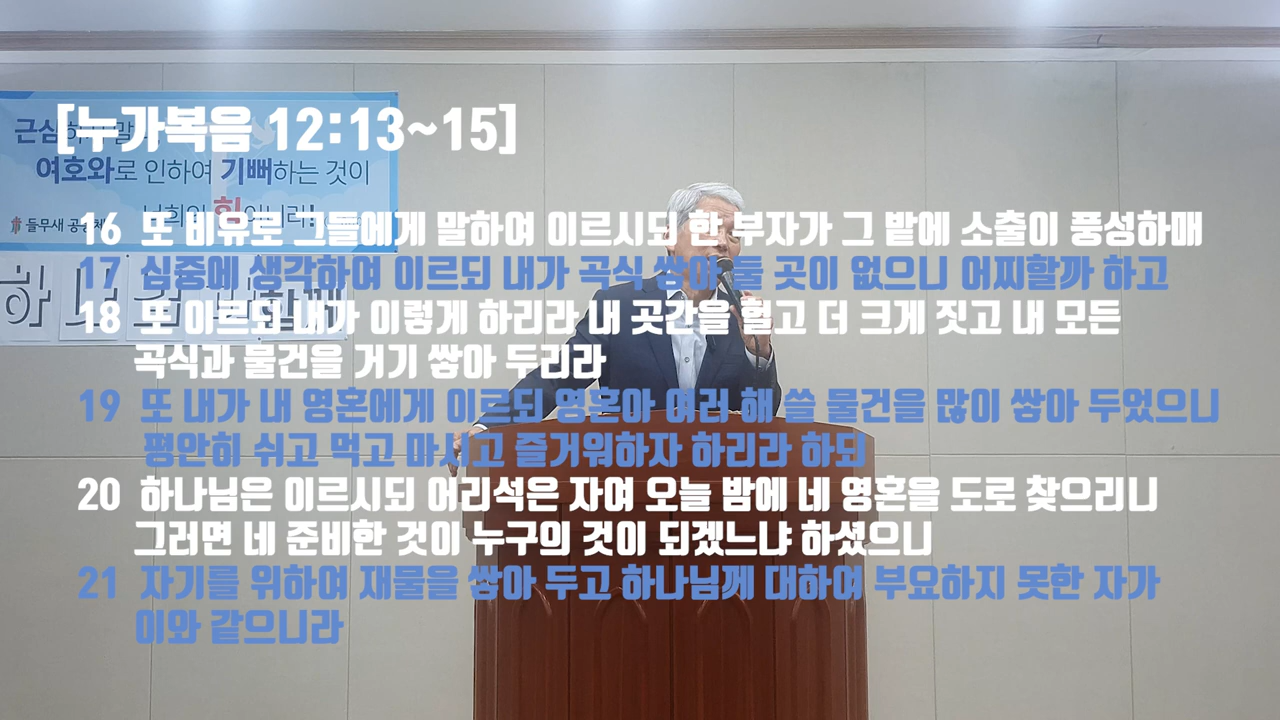 [누가복음 12:13~15]
근심
여호와로 인하여 기뻐하는 것이
힘
들무새 공동체
16 또 비유로 그들에게 말하여 이르시되 한 부자가 그 밭에 소출이 풍성하매
17 심중에 생각하여 이르되 내가 곡식 쌓아 둘 곳이 없으니 어찌할까 하고
18 또 이르되 내가 이렇게 하리라 내 곳간을 헐고 더 크게 짓고 내 모든
곡식과 물건을 거기 쌓아 두리라
19 또 내가 내 영혼에게 이르되 영혼아 여러 해 쓸 물건을 많이 쌓아 두었으니
평안히 쉬고 먹고 마시고 즐거워하자 하리라 하되
20 하나님은 이르시되 어리석은 자여 오늘 밤에 네 영혼을 도로 찾으리니
그러면 네 준비한 것이 누구의 것이 되겠느냐 하셨으니
21 자기를 위하여 재물을 쌓아 두고 하나님께 대하여 부요하지 못한 자가
이와 같으니라